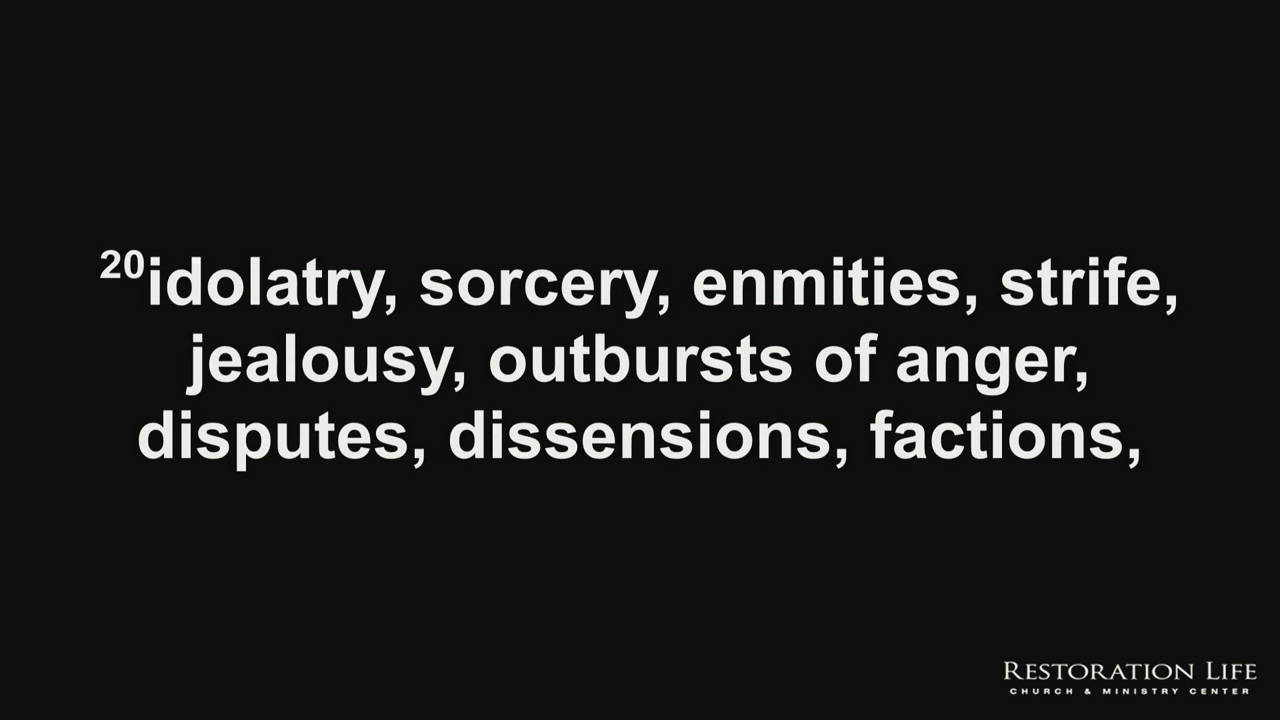 20idolatry, sorcery, enmities, strife,
jealousy, outbursts of anger,
disputes, dissensions, factions,
RESTORATION LIFE
CHURCH & MINISTRY CENTER